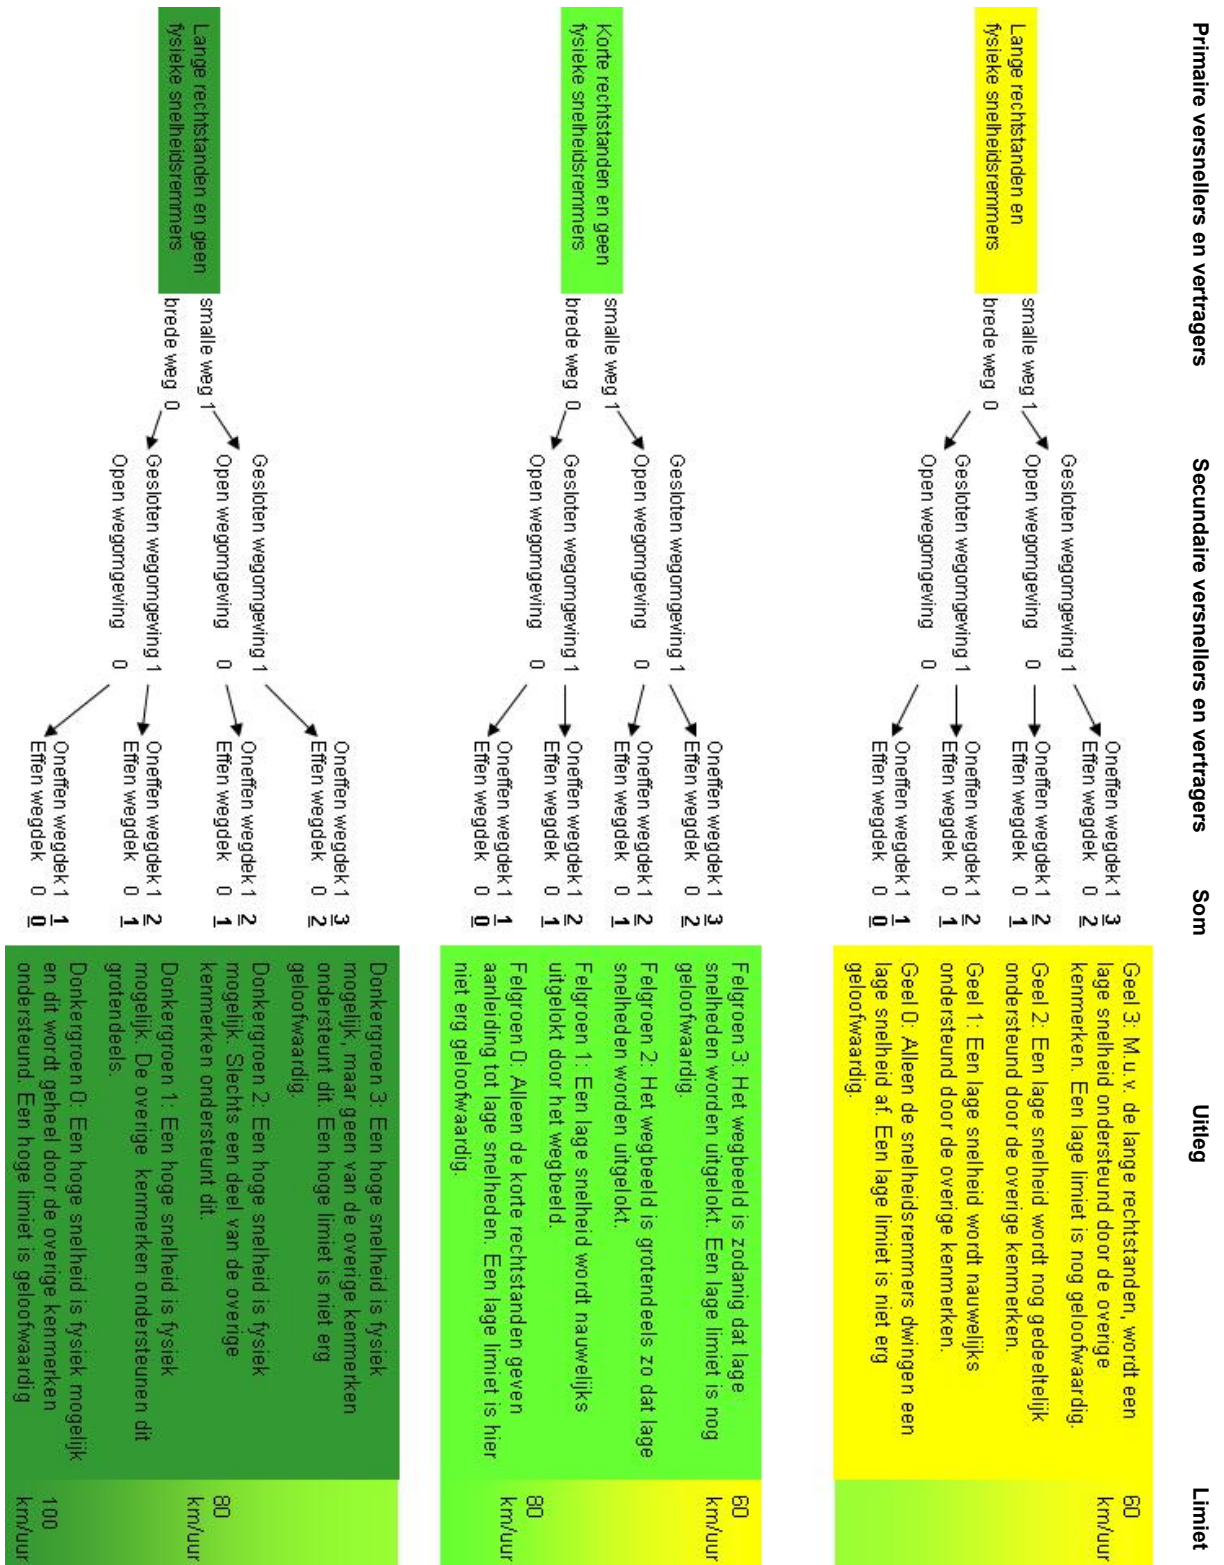 Primaire versnellers en vertragers
Secundaire versnellers en vertragers
Som
Uitleg
Limiet
Lange rechtstanden en
fysieke snelheidsremmers
smalle weg 1
brede weg 0
Gesloten wegomgeving 1
Open wegomgeving 0
Gesloten wegomgeving 1
Open wegomgeving 0
Oneffen wegdek 1 3
Effen wegdek 0 2
Oneffen wegdek 1 2
Effen wegdek 0 1
Oneffen wegdek 1 2
Effen wegdek 0 1
Oneffen wegdek 1 1
Effen wegdek 0 0
Geel 3: M.u.v. de lange rechtstanden, wordt een
lage snelheid ondersteund door de overige
kenmerken. Een lage limiet is nog geloofwaardig.
Geel 2: Een lage snelheid wordt nog gedeeltelijk
ondersteund door de overige kenmerken.
Geel 1: Een lage snelheid wordt nauwelijks
ondersteund door de overige kenmerken.
Geel 0: Alleen de snelheidsremmers dwingen een
lage snelheid af. Een lage limiet is niet erg
geloofwaardig.
60
km/uur
Korte rechtstanden en geen
fysieke snelheidsremmers
smalle weg 1
brede weg 0
Gesloten wegomgeving 1
Open wegomgeving 0
Gesloten wegomgeving 1
Open wegomgeving 0
Oneffen wegdek 1 3
Effen wegdek 0 2
Oneffen wegdek 1 2
Effen wegdek 0 1
Oneffen wegdek 1 2
Effen wegdek 0 1
Oneffen wegdek 1 1
Effen wegdek 0 0
Felgroen 3: Het wegbeeld is zodanig dat lage
snelheden worden uitgelokt. Een lage limiet is nog
geloofwaardig.
Felgroen 2: Het wegbeeld is grotendeels zo dat lage
snelheden worden uitgelokt.
Felgroen 1: Een lage snelheid wordt nauwelijks
uitgelokt door het wegbeeld.
Felgroen 0: Alleen de korte rechtstanden geven
aanleiding tot lage snelheden. Een lage limiet is hier
niet erg geloofwaardig.
60
km/uur
80
km/uur
Lange rechtstanden en geen
fysieke snelheidsremmers
smalle weg 1
brede weg 0
Gesloten wegomgeving 1
Open wegomgeving 0
Gesloten wegomgeving 1
Open wegomgeving 0
Oneffen wegdek 1 3
Effen wegdek 0 2
Oneffen wegdek 1 2
Effen wegdek 0 1
Oneffen wegdek 1 2
Effen wegdek 0 1
Oneffen wegdek 1 1
Effen wegdek 0 0
Donkergroen 3: Een hoge snelheid is fysiek
mogelijk, maar geen van de overige kenmerken
ondersteunt dit. Een hoge limiet is niet erg
geloofwaardig.
Donkergroen 2: Een hoge snelheid is fysiek
mogelijk. Slechts een deel van de overige
kenmerken ondersteunt dit.
Donkergroen 1: Een hoge snelheid is fysiek
mogelijk. De overige kenmerken ondersteunen dit
grotendeels.
Donkergroen 0: Een hoge snelheid is fysiek mogelijk
en dit wordt geheel door de overige kenmerken
ondersteund. Een hoge limiet is geloofwaardig
80
km/uur
100
km/uur